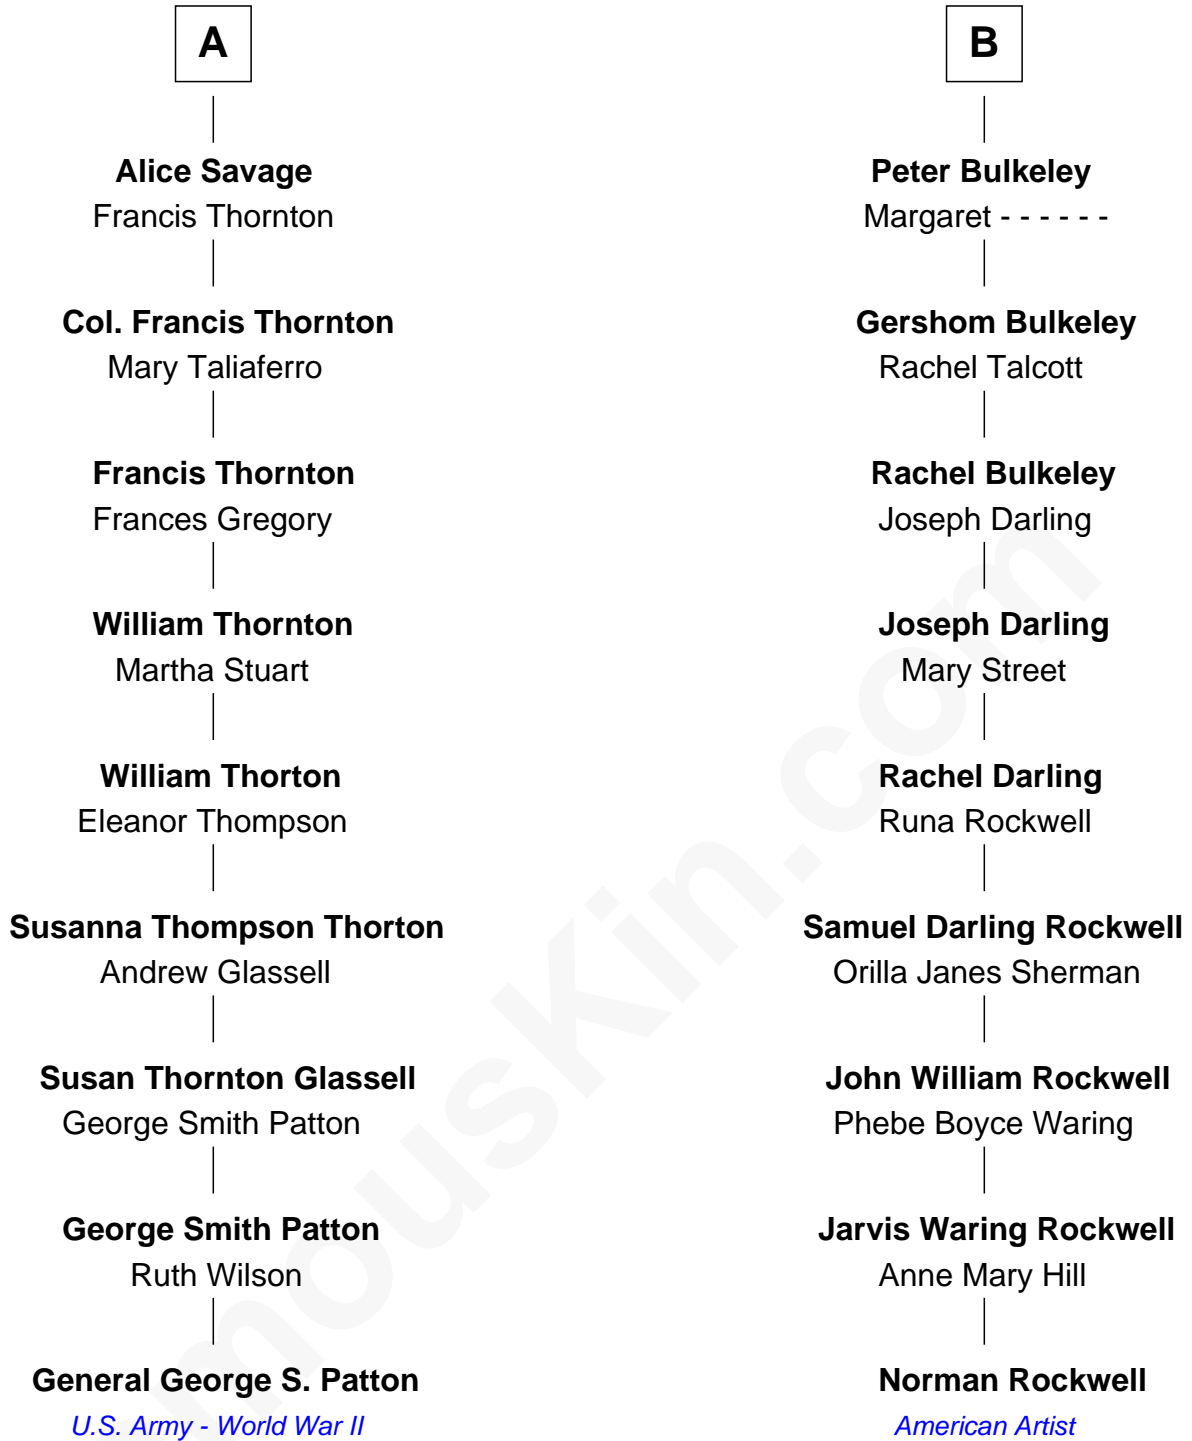 A
Alice Savage
Francis Thornton
Col. Francis Thornton
Mary Taliaferro
Francis Thornton
Frances Gregory
William Thornton
Martha Stuart
William Thorton
Eleanor Thompson
Susanna Thompson Thorton
Andrew Glassell
Susan Thornton Glassell
George Smith Patton
George Smith Patton
Ruth Wilson
General George S. Patton
U.S. Army - World War II
B
Peter Bulkeley
Margaret - - - - - -
Gershom Bulkeley
Rachel Talcott
Rachel Bulkeley
Joseph Darling
Joseph Darling
Mary Street
Rachel Darling
Runa Rockwell
Samuel Darling Rockwell
Orilla Janes Sherman
John William Rockwell
Phebe Boyce Waring
Jarvis Waring Rockwell
Anne Mary Hill
Norman Rockwell
American Artist
mousKin.com